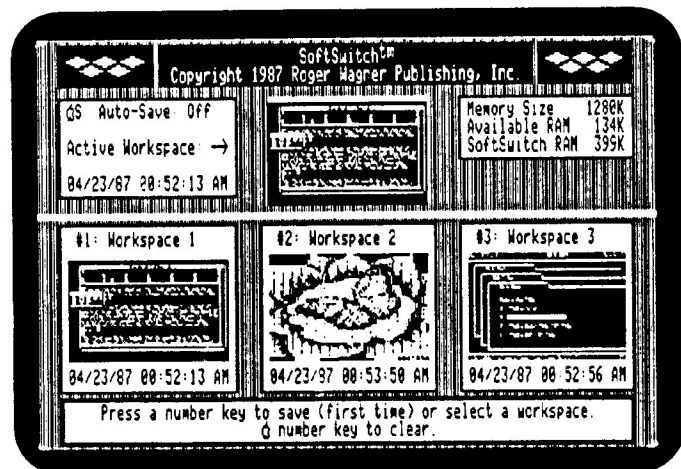 SoftSwitch™
Copyright 1987 Roger Wagner Publishing, Inc.
S Auto-Save: Off
Active Workspace: →
04/23/87 00:52:13 AM
Memory Size 1280K
Available RAM 134K
SoftSwitch RAM 399K
#1: Workspace 1
04/23/87 00:52:13 AM
#2: Workspace 2
04/23/87 00:53:50 AM
#3: Workspace 3
04/23/87 00:52:56 AM
Press a number key to save (first time) or select a workspace.
number key to clear.